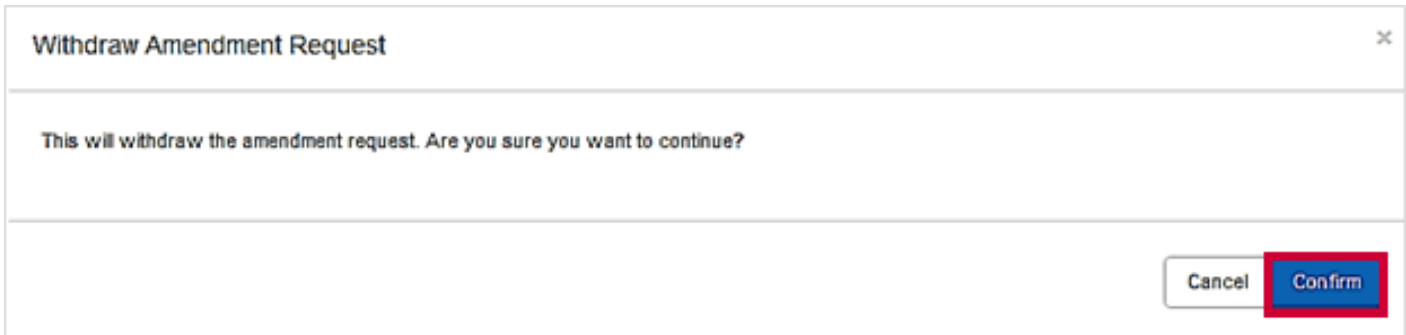 Withdraw Amendment Request
This will withdraw the amendment request. Are you sure you want to continue?
Cancel Confirm